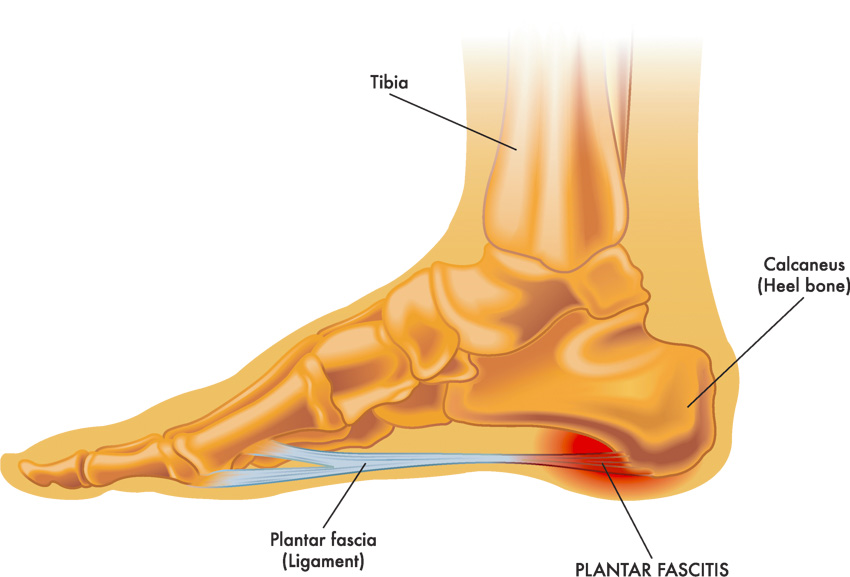 Tibia
Calcaneus
(Heel bone)
Plantar fascia
(Ligament)
PLANTAR FASCITIS